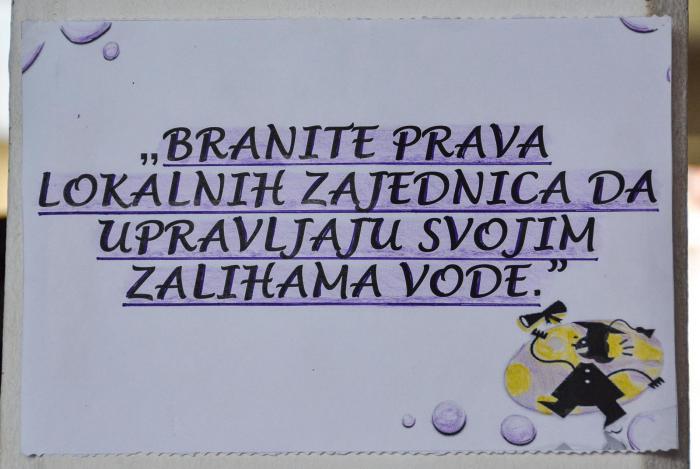 „BRANITE PRAVA
LOKALNIH ZAJEDNICA DA
UPRAVLJAJU SVOJIM
ZALIHAMA VODE.”